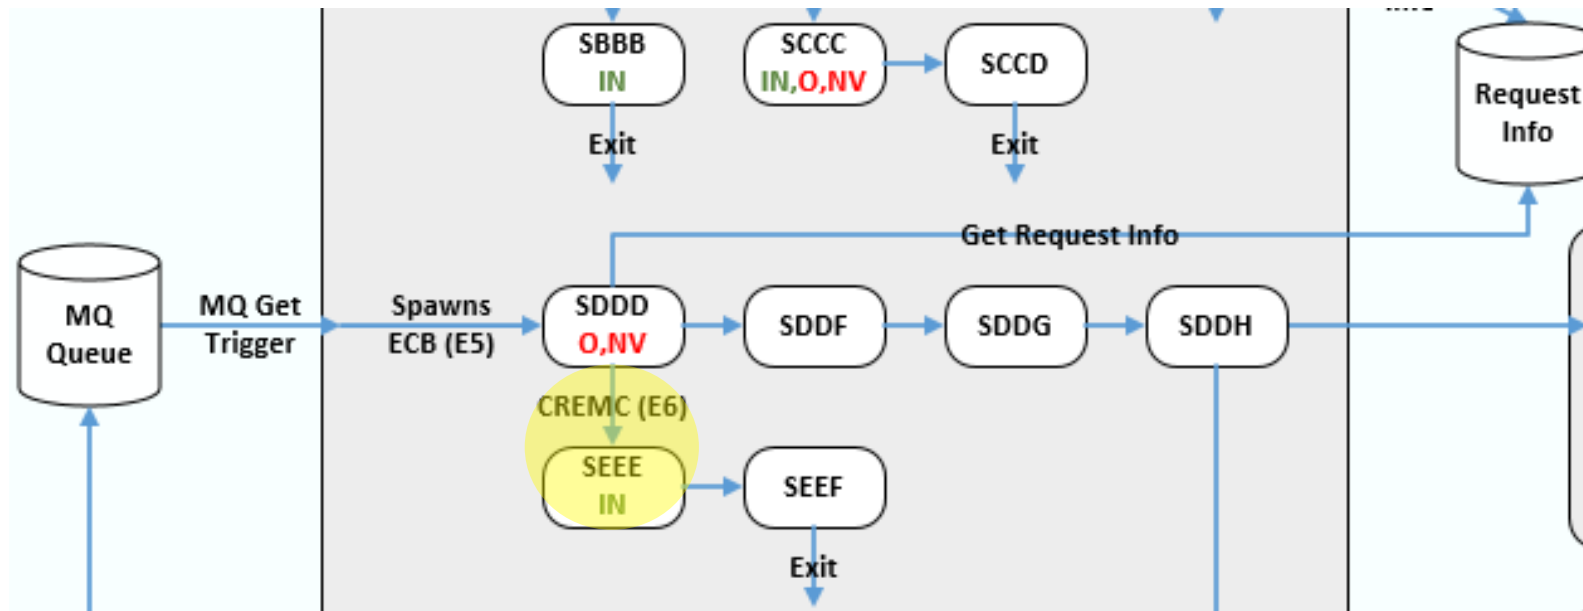 SBBB
IN
Exit
SCCC
IN,O,NV
SCCD
Exit
Request
Info
Get Request Info
MQ
Queue
MQ Get
Trigger
Spawns
ECB (E5)
SDDD
O,NV
SDDF
SDDG
SDDH
CREMC (E6)
SEEE
IN
SEEF
Exit